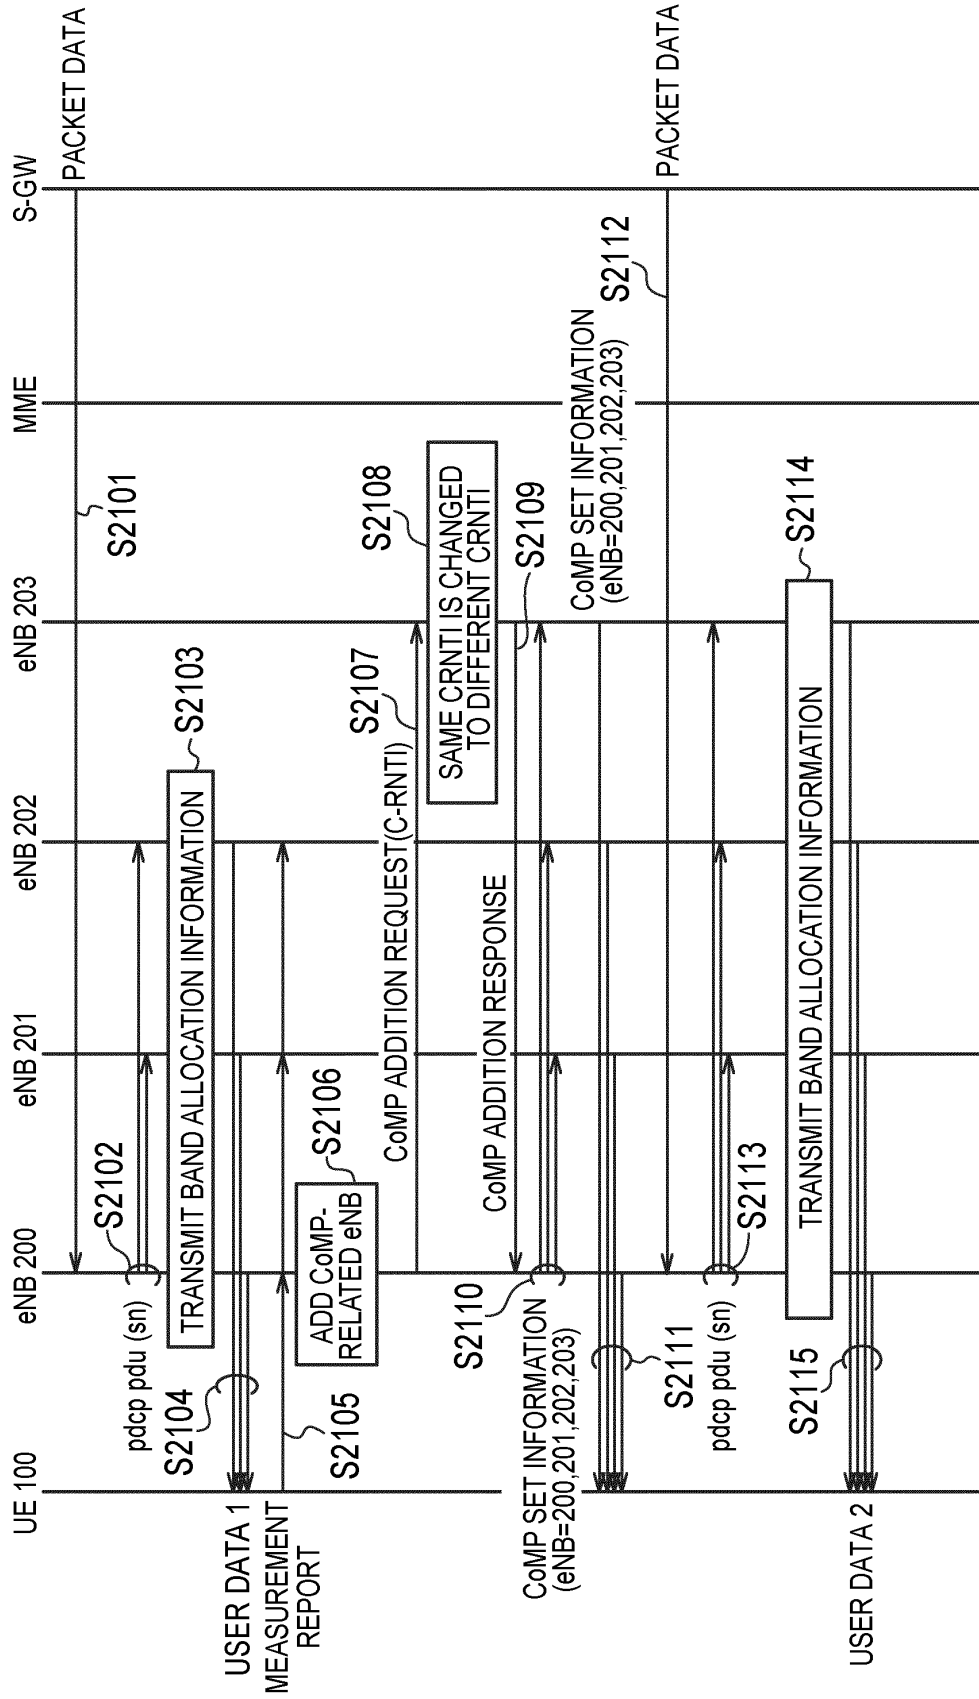 UE 100
eNB 200
eNB 201
eNB 202
eNB 203
MME
S-GW
PACKET DATA
S2101
S2102
pdcp pdu (sn)
TRANSMIT BAND ALLOCATION INFORMATION
S2103
S2104
USER DATA 1
MEASUREMENT
REPORT
S2105
ADD CoMP-
RELATED eNB
S2106
CoMP ADDITION REQUEST(C-RNTI)
S2107
SAME CRNTI IS CHANGED
TO DIFFERENT CRNTI
S2108
CoMP ADDITION RESPONSE
S2109
S2110
CoMP SET INFORMATION
(eNB=200,201,202,203)
CoMP SET INFORMATION
(eNB=200,201,202,203)
S2111
S2112
PACKET DATA
pdcp pdu (sn)
S2113
TRANSMIT BAND ALLOCATION INFORMATION
S2114
S2115
USER DATA 2